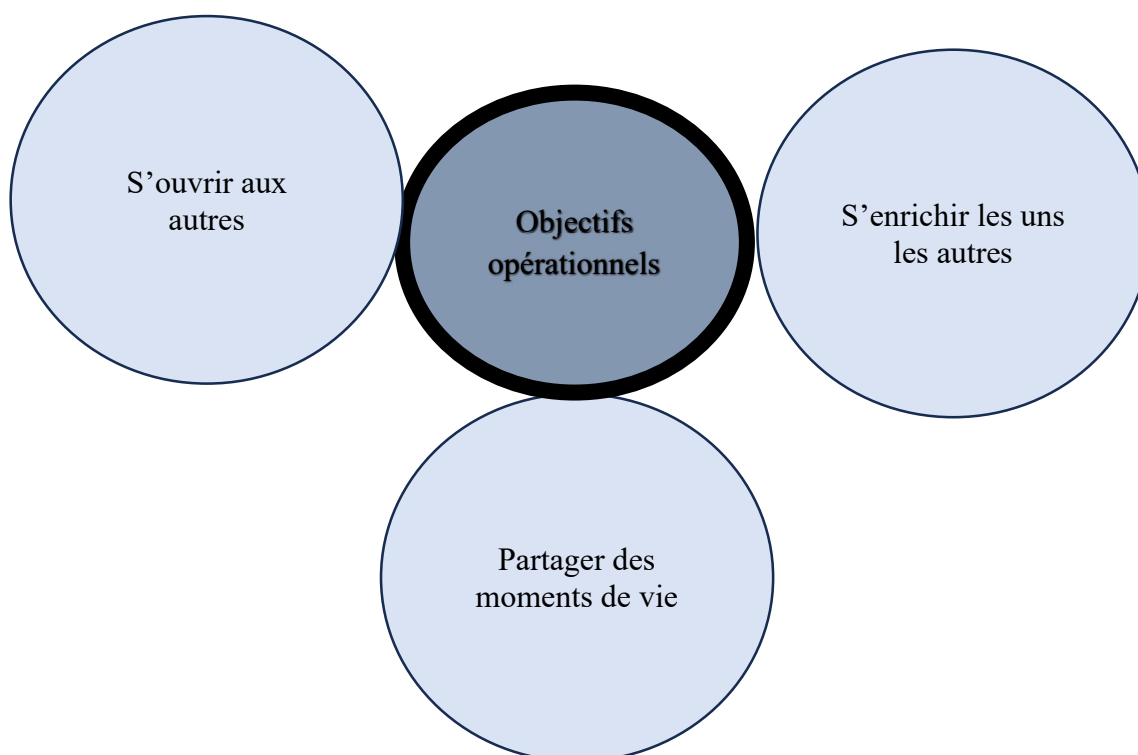 S’ouvrir aux
autres
Objectifs
opérationnels
S’enrichir les uns
les autres
Partager des
moments de vie